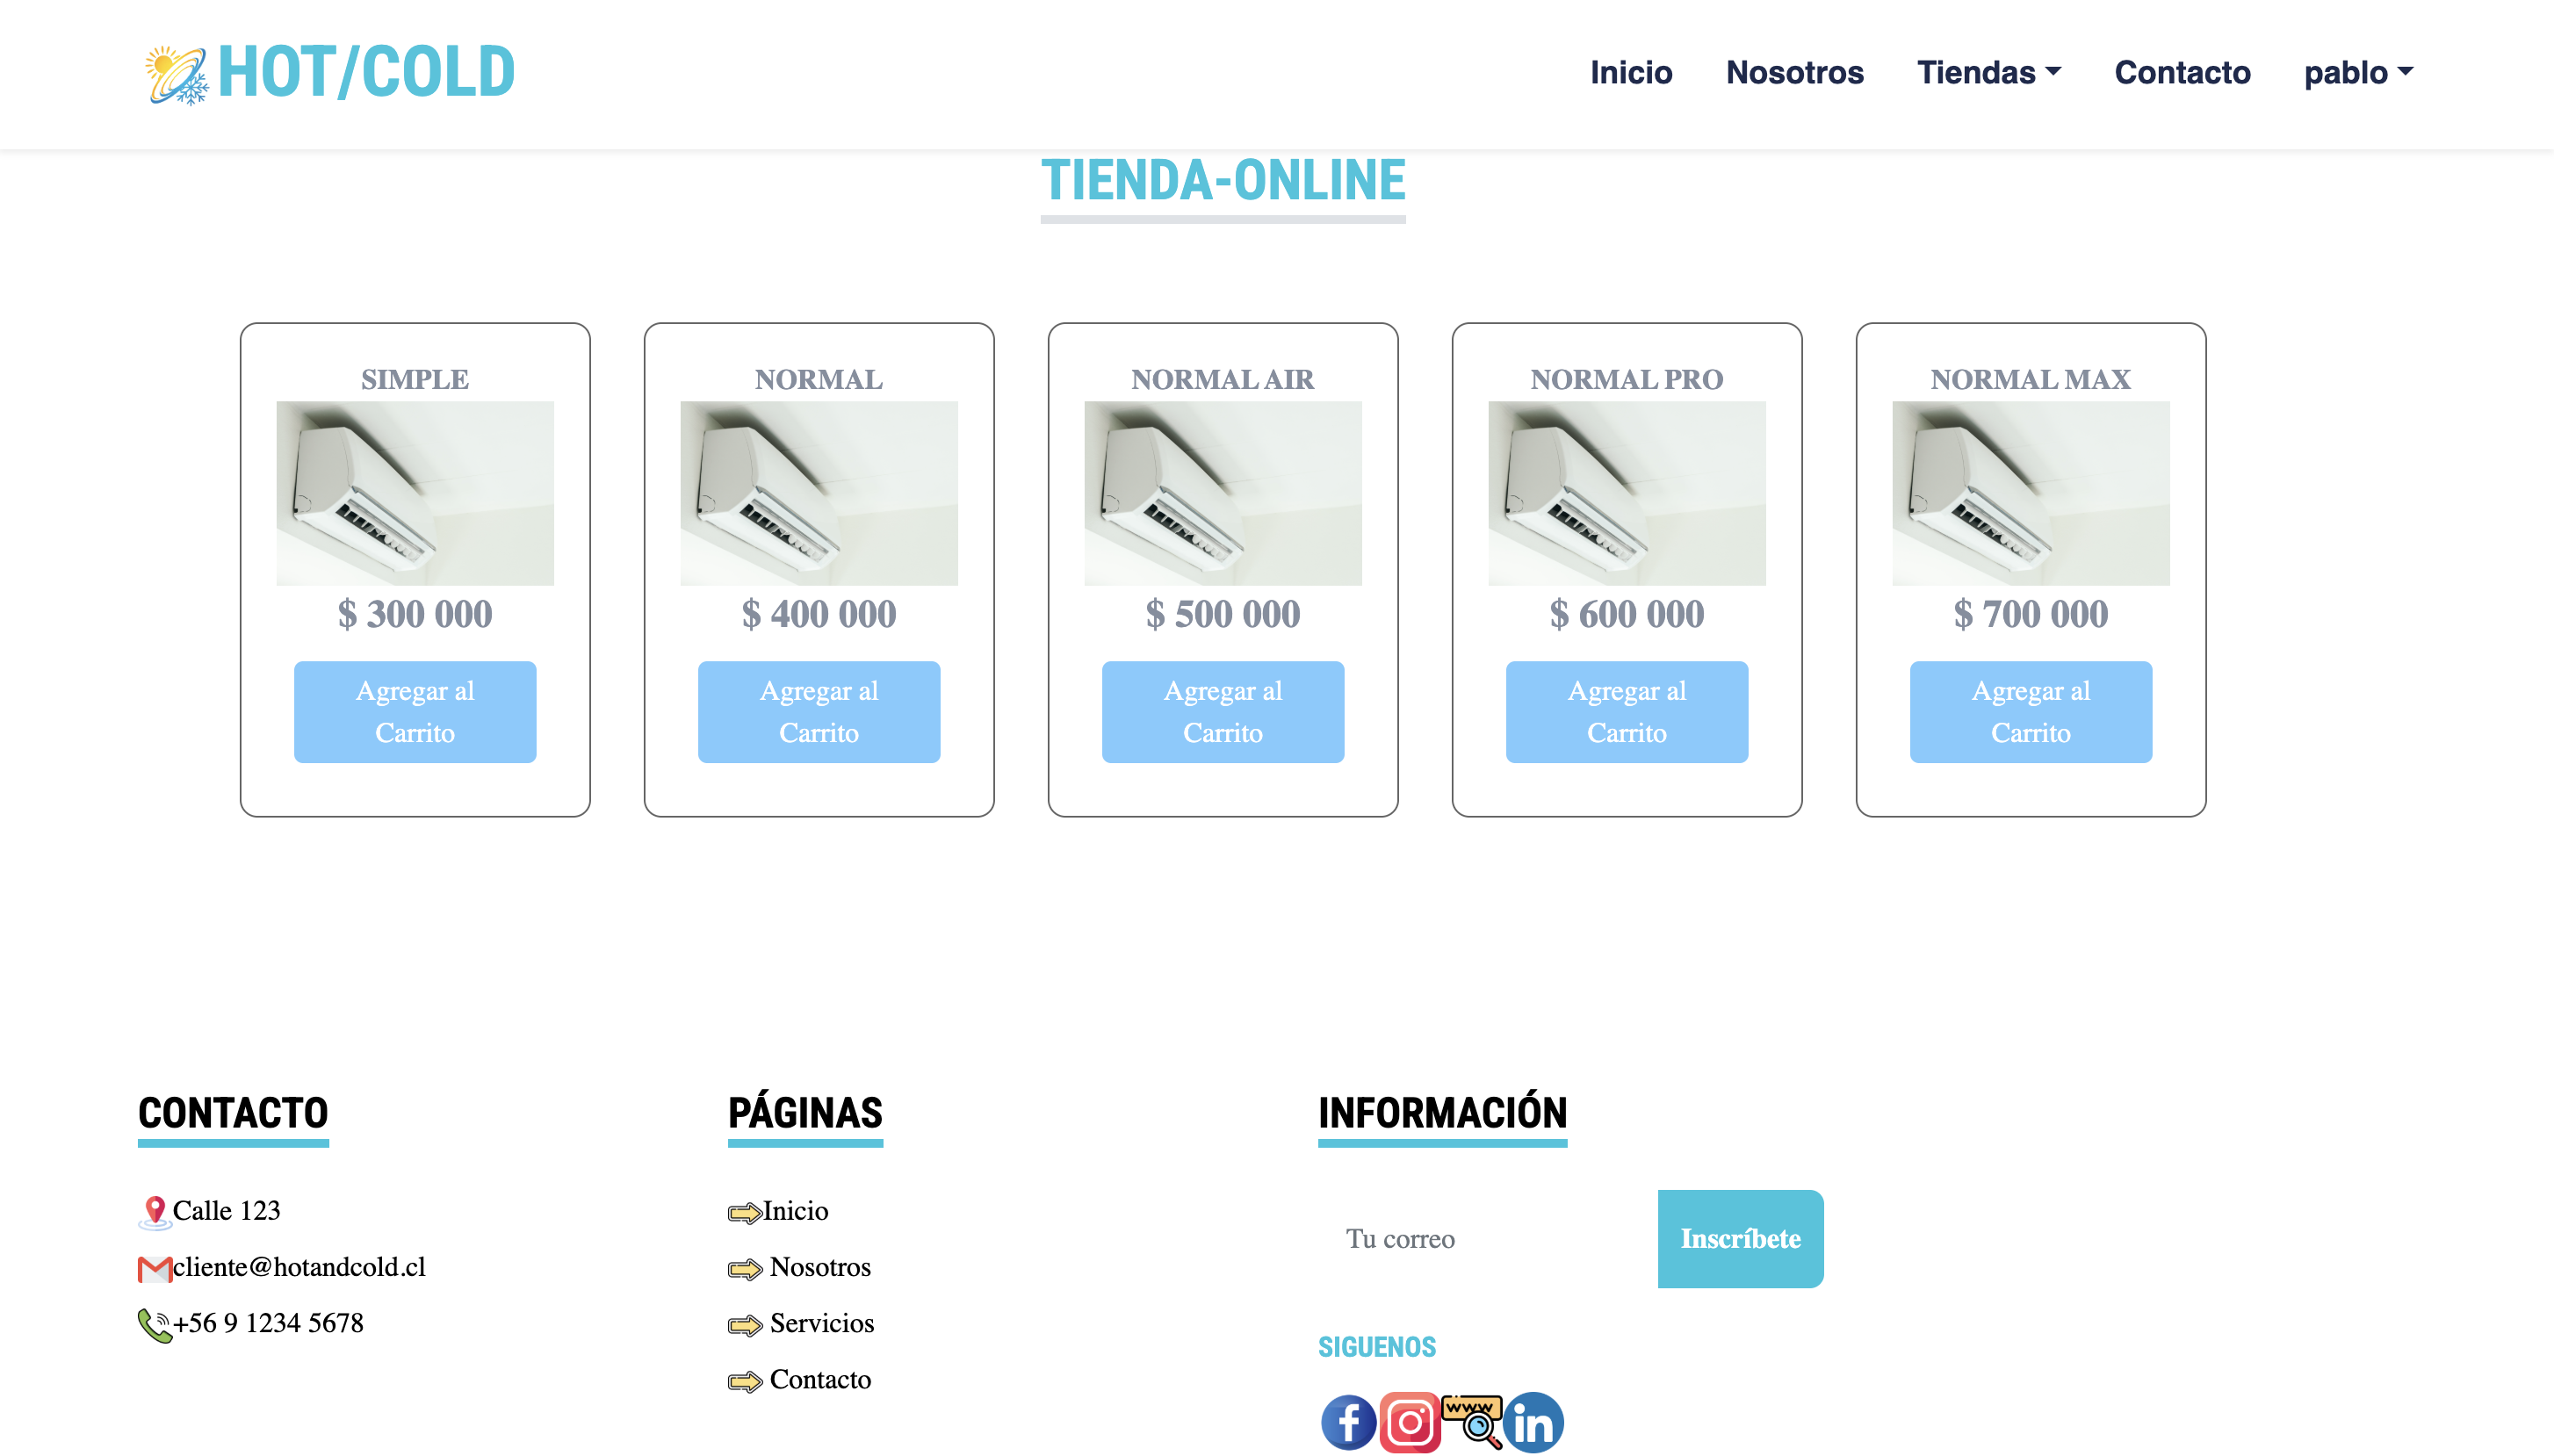 HOT/COLD
Inicio Nosotros Tiendas Contacto pablo
TIENDA-ONLINE
SIMPLE
$ 300 000
Agregar al
Carrito
NORMAL
$ 400 000
Agregar al
Carrito
NORMAL AIR
$ 500 000
Agregar al
Carrito
NORMAL PRO
$ 600 000
Agregar al
Carrito
NORMAL MAX
$ 700 000
Agregar al
Carrito
CONTACTO
Calle 123
cliente@hotandcold.cl
+56 9 1234 5678
PÁGINAS
Inicio
Nosotros
Servicios
Contacto
INFORMACIÓN
Tu correo
Inscríbete
SIGUENOS
www